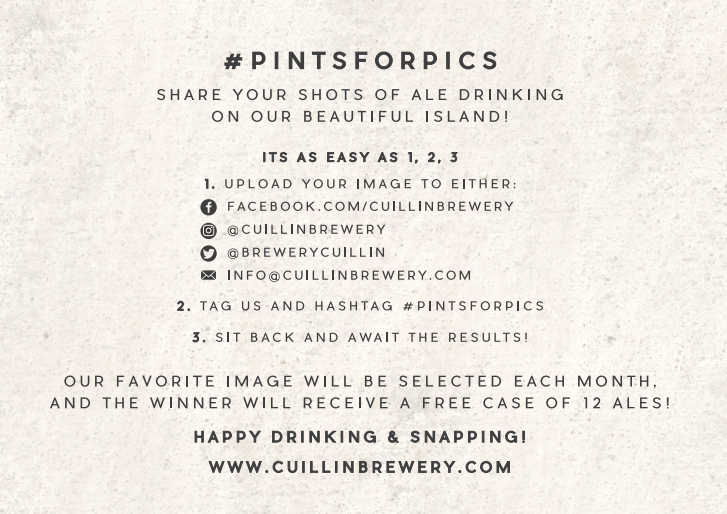 #PINTSFORPICS
SHARE YOUR SHOTS OF ALE DRINKING
ON OUR BEAUTIFUL ISLAND!
ITS AS EASY AS 1, 2, 3
1. UPLOAD YOUR IMAGE TO EITHER:
FACEBOOK.COM/CUILLINBREWERY
@CUILLINBREWERY
@BREWERYCUILLIN
INFO@CUILLINBREWERY.COM
2. TAG US AND HASHTAG #PINTSFORPICS
3. SIT BACK AND AWAIT THE RESULTS!
OUR FAVORITE IMAGE WILL BE SELECTED EACH MONTH,
AND THE WINNER WILL RECEIVE A FREE CASE OF 12 ALES!
HAPPY DRINKING & SNAPPING!
WWW.CUILLINBREWERY.COM